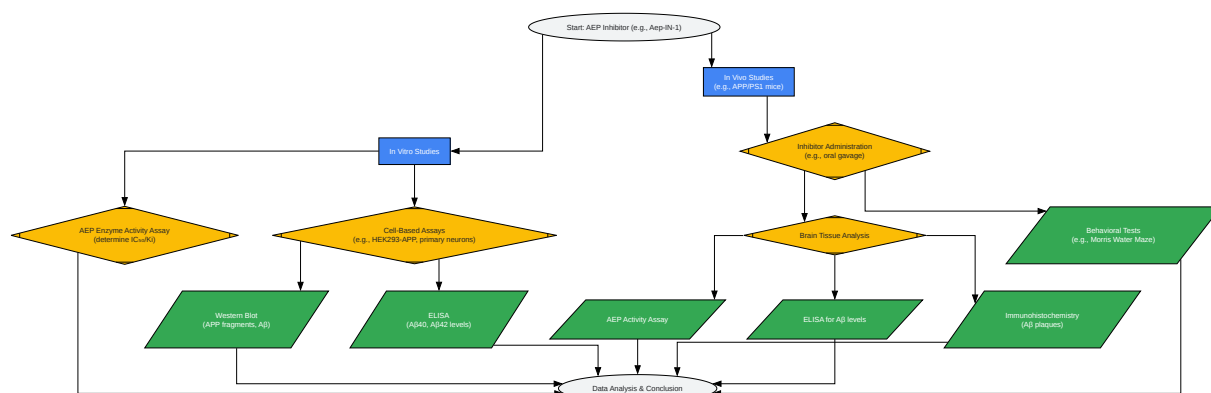 Start: AEP Inhibitor (e.g., Aep-IN-1)
In Vivo Studies
(e.g., APP/PS1 mice)
In Vitro Studies
Inhibitor Administration
(e.g., oral gavage)
AEP Enzyme Activity Assay
(determine IC₅₀/Ki)
Cell-Based Assays
(e.g., HEK293-APP, primary neurons)
Brain Tissue Analysis
Behavioral Tests
(e.g., Morris Water Maze)
Western Blot
(APP fragments, Aβ)
ELISA
(Aβ40, Aβ42 levels)
AEP Activity Assay
ELISA for Aβ levels
Immunohistochemistry
(Aβ plaques)
Data Analysis & Conclusion